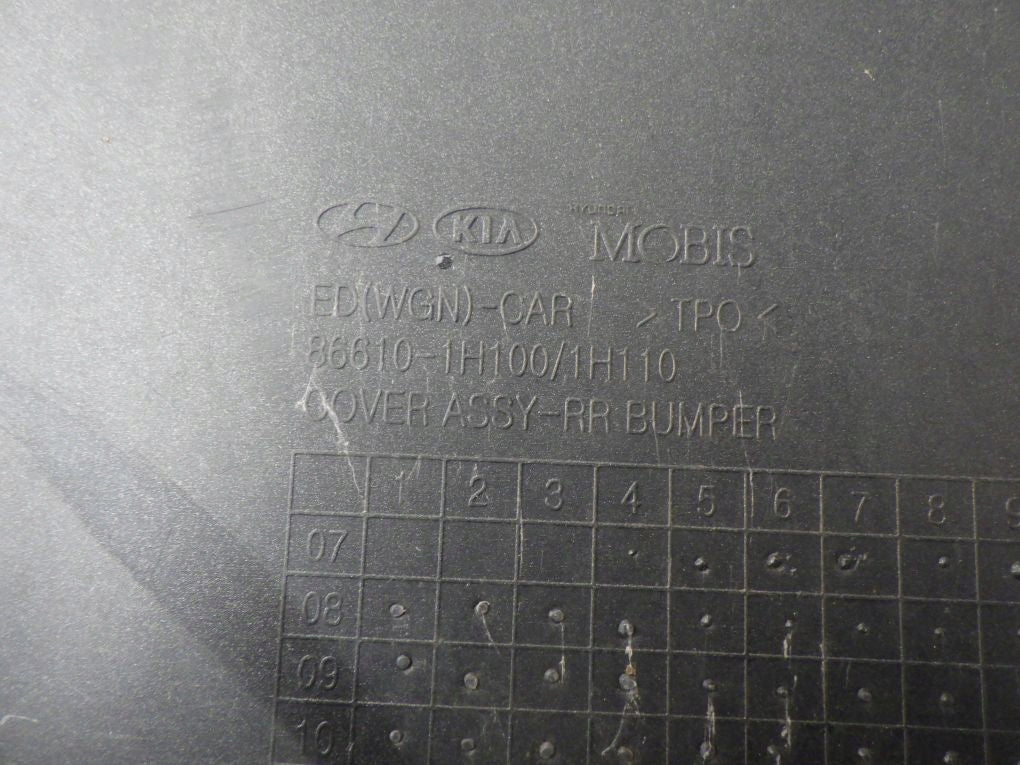 KIA HYUNDAI MOBIS
ED(WGN)-CAR > TPO <
86610-1H100/1H110
COVER ASSY-RR BUMPER
1 2 3 4 5 6 7 8 9
07
08
09
10